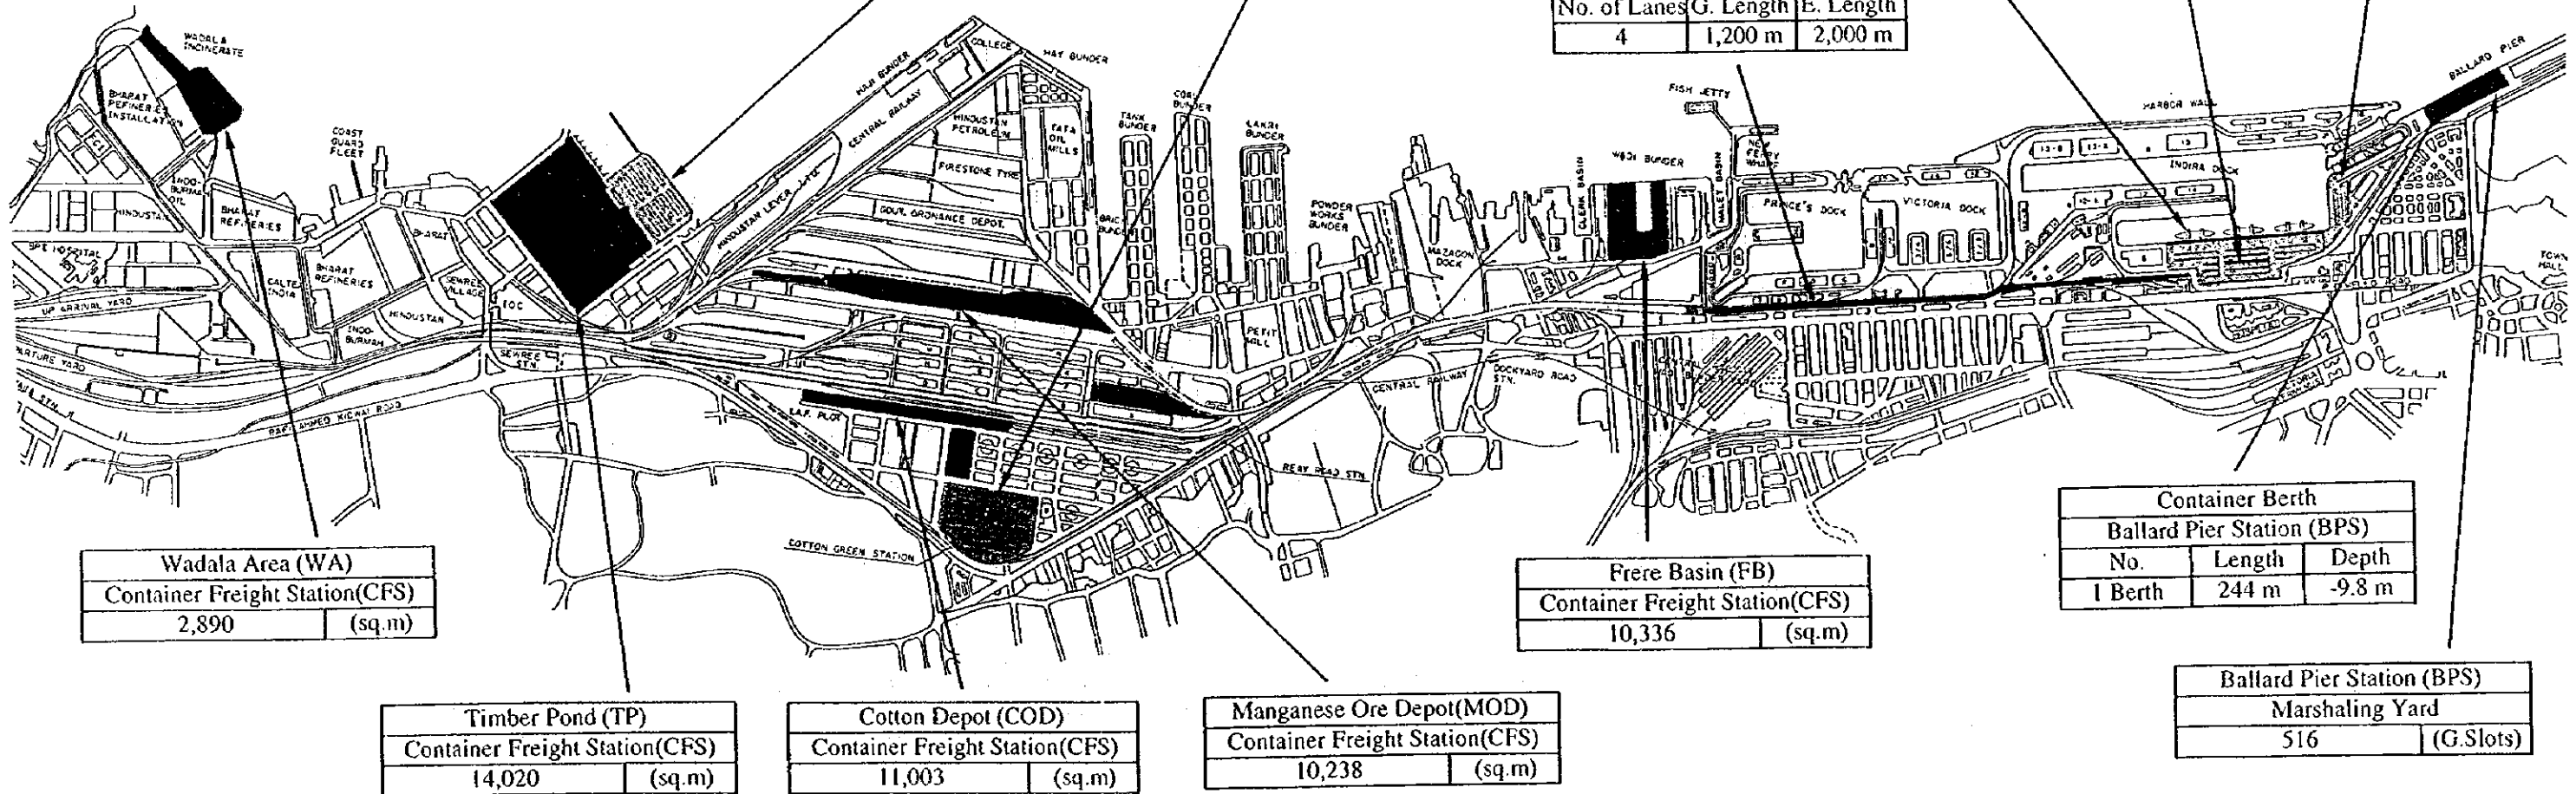 No. of Lanes G. Length E. Length
4 1,200 m 2,000 m
WADALA
INCINERATE
BHARAT
REFINERIES
INSTALLATION
COAST
GUARD
FLEET
INDO-
BURMAH
OIL
HINDUSTAN
BHARAT
REFINERIES
BHARAT
HOSPITAL
CALTEX
INDIA
BHARAT
REFINERIES
SEWREE
VILLAGE
UP ARRIVAL YARD
INDO-
BURMAH
HINDUSTAN
SEWREE
STN.
RAFI AHMED KIDWAI ROAD
HAJI BUNDER
CENTRAL RAILWAY
COLLEGE
HAY BUNDER
HINDUSTAN LEVER LTD.
HINDUSTAN
PETROLEUM
TATA
OIL
MILLS
FIRESTONE TYRE
GOVT. ORDNANCE DEPOT.
TANK
BUNDER
COAL
BUNDER
LAKRI
BUNDER
PETIT
MILL
POWDER
WORKS
BUNDER
MAZAGON
DOCK
CLERK BASIN
FISH JETTY
MALET BASIN
NEW
FERRY
WHARF
PRINCE'S DOCK
VICTORIA DOCK
INDIRA DOCK
HARBOR WALL
BALLARD PIER
TOWN
HALL
CENTRAL RAILWAY
DOCKYARD ROAD
STN.
REAY ROAD STN.
COTTON GREEN STATION
Wadala Area (WA)
Container Freight Station(CFS)
2,890 (sq.m)
Timber Pond (TP)
Container Freight Station(CFS)
14,020 (sq.m)
Cotton Depot (COD)
Container Freight Station(CFS)
11,003 (sq.m)
Manganese Ore Depot(MOD)
Container Freight Station(CFS)
10,238 (sq.m)
Frere Basin (FB)
Container Freight Station(CFS)
10,336 (sq.m)
Container Berth
Ballard Pier Station (BPS)
No. Length Depth
1 Berth 244 m -9.8 m
Ballard Pier Station (BPS)
Marshaling Yard
516 (G.Slots)